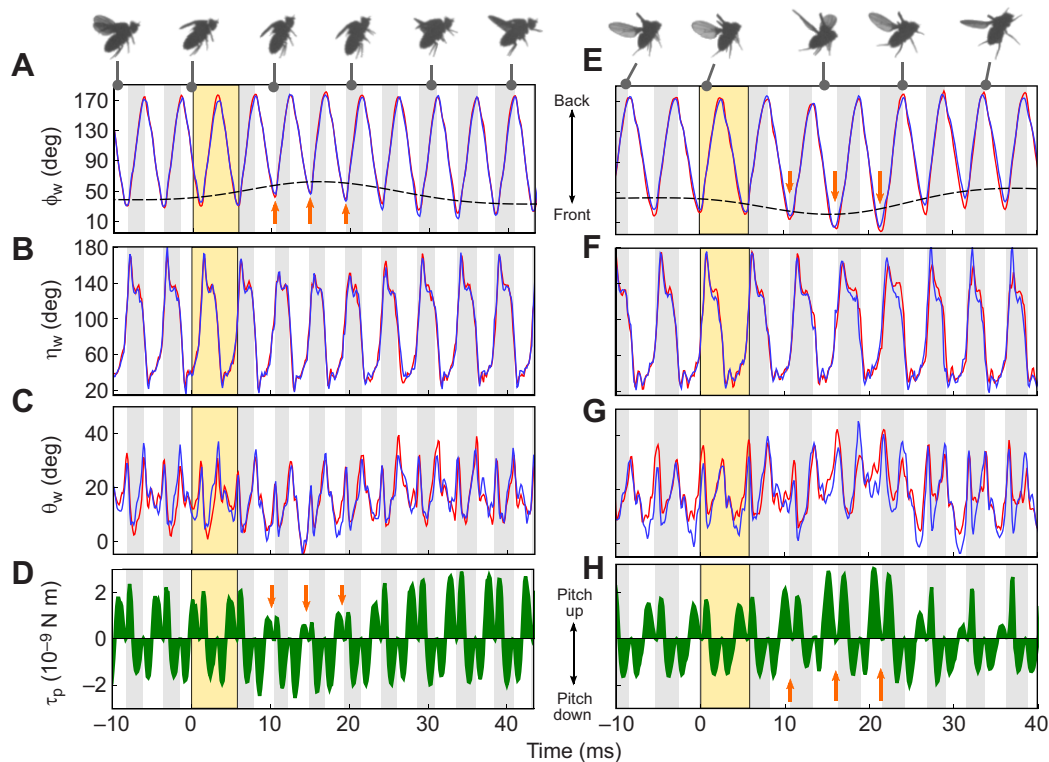 A
E
170
130
90
50
10
ϕw (deg)
Back
Front
B
F
180
140
100
60
20
ηw (deg)
C
G
40
20
0
θw (deg)
D
H
2
0
–2
τp (10–9 N m)
Pitch
up
Pitch
down
–10 0 10 20 30 40
–10 0 10 20 30 40
Time (ms)